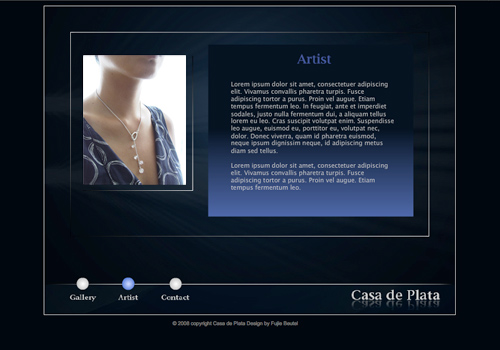 Artist
Lorem ipsum dolor sit amet, consectetuer adipiscing
elit. Vivamus convallis pharetra turpis. Fusce
adipiscing tortor a purus. Proin vel augue. Etiam
tempus fermentum leo. In feugiat, ante et imperdiet
sodales, justo nulla fermentum dui, a aliquam tellus
lorem eu leo. Cras suscipit volutpat enim. Suspendisse
leo augue, euismod eu, porttitor eu, volutpat nec,
dolor. Donec viverra, quam id pharetra euismod,
neque ipsum dignissim neque, id adipiscing metus
diam sed tellus.
Lorem ipsum dolor sit amet, consectetuer adipiscing
elit. Vivamus convallis pharetra turpis. Fusce
adipiscing tortor a purus. Proin vel augue. Etiam
tempus fermentum leo.
Gallery Artist Contact
Casa de Plata
© 2008 copyright Casa de Plata Design by Fujie Beutel